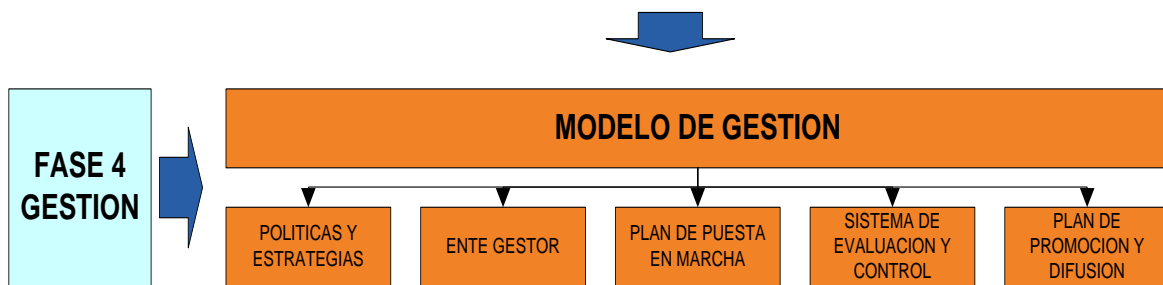 MODELO DE GESTION
FASE 4
GESTION
POLITICAS Y
ESTRATEGIAS
ENTE GESTOR
PLAN DE PUESTA
EN MARCHA
SISTEMA DE
EVALUACION Y
CONTROL
PLAN DE
PROMOCION Y
DIFUSION